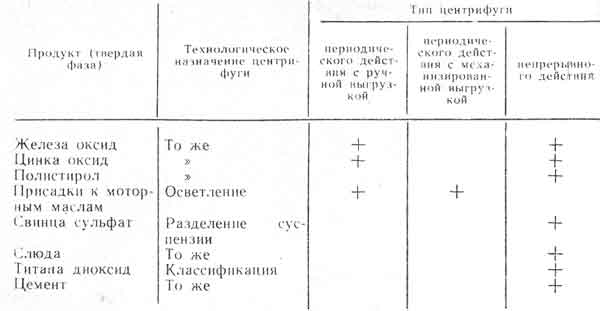 Тип центрифуги
Продукт (твердая фаза)
Технологическое назначение центрифуги
периодического действия с ручной выгрузкой
периодического действия с механизированной выгрузкой
непрерывного действия
Железа оксид То же + +
Цинка оксид » + +
Полистирол » +
Присадки к моторным маслам Осветление + +
Свинца сульфат Разделение суспензии +
Слюда То же +
Титана диоксид Классификация +
Цемент То же +